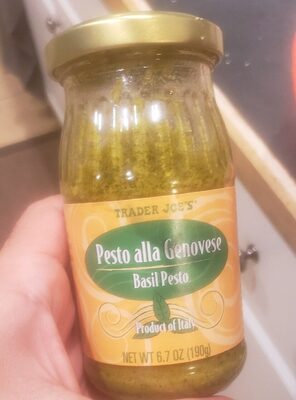 TRADER JOE'S
Pesto alla Genovese
Basil Pesto
Product of Italy
NET WT 6.7 OZ (190g)